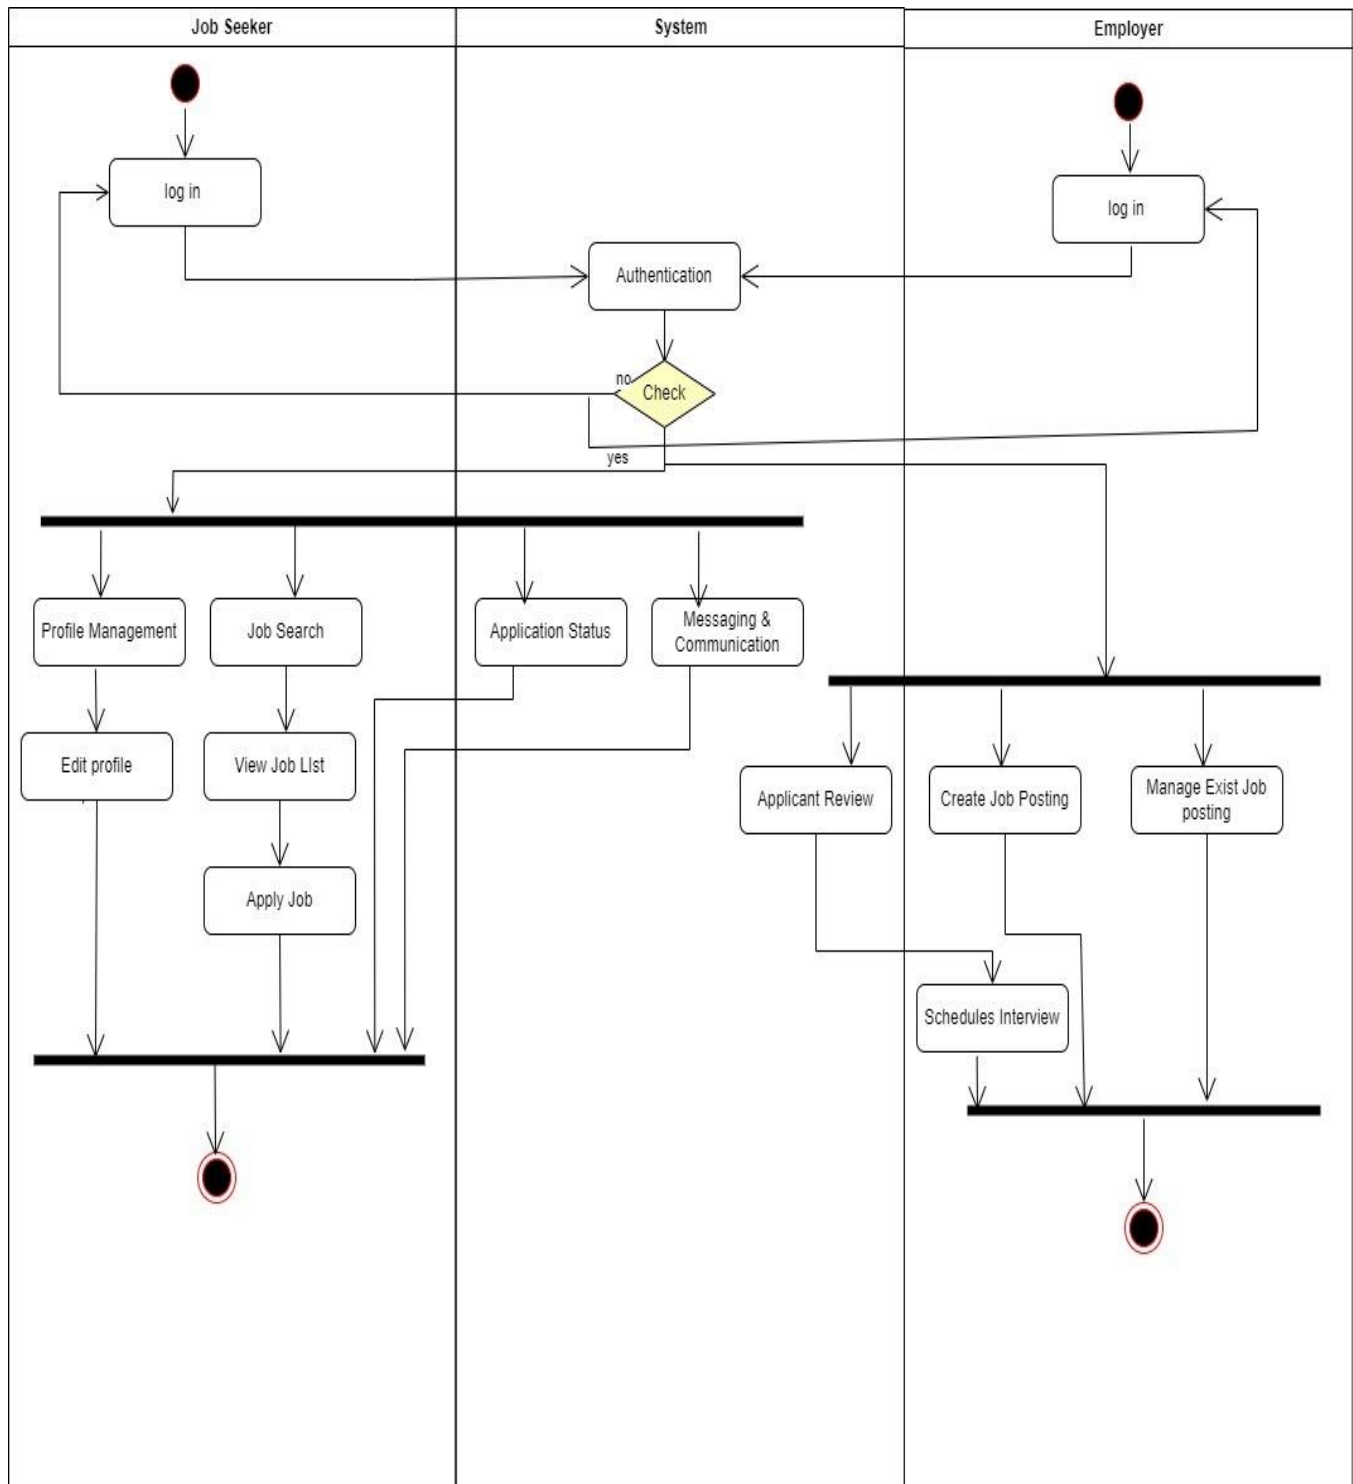 Job Seeker
System
Employer
log in
log in
Authentication
no
Check
yes
Profile Management
Job Search
Application Status
Messaging &
Communication
Edit profile
View Job LIst
Applicant Review
Create Job Posting
Manage Exist Job
posting
Apply Job
Schedules Interview